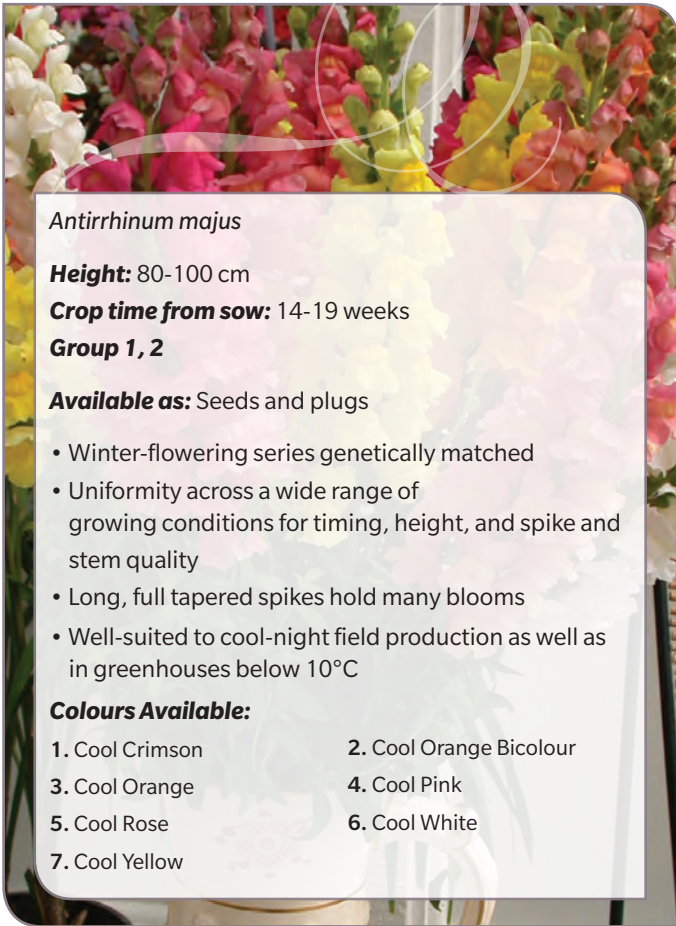 Antirrhinum majus
Height: 80-100 cm
Crop time from sow: 14-19 weeks
Group 1, 2
Available as: Seeds and plugs
• Winter-flowering series genetically matched
• Uniformity across a wide range of
growing conditions for timing, height, and spike and
stem quality
• Long, full tapered spikes hold many blooms
• Well-suited to cool-night field production as well as
in greenhouses below 10°C
Colours Available:
1. Cool Crimson
2. Cool Orange Bicolour
3. Cool Orange
4. Cool Pink
5. Cool Rose
6. Cool White
7. Cool Yellow